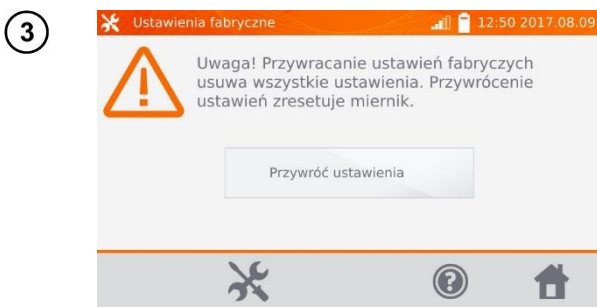 3
Ustawienia fabryczne 12:50 2017.08.09
Uwaga! Przywracanie ustawień fabryczych
usuwa wszystkie ustawienia. Przywrócenie
ustawień zresetuje miernik.
Przywróć ustawienia
?